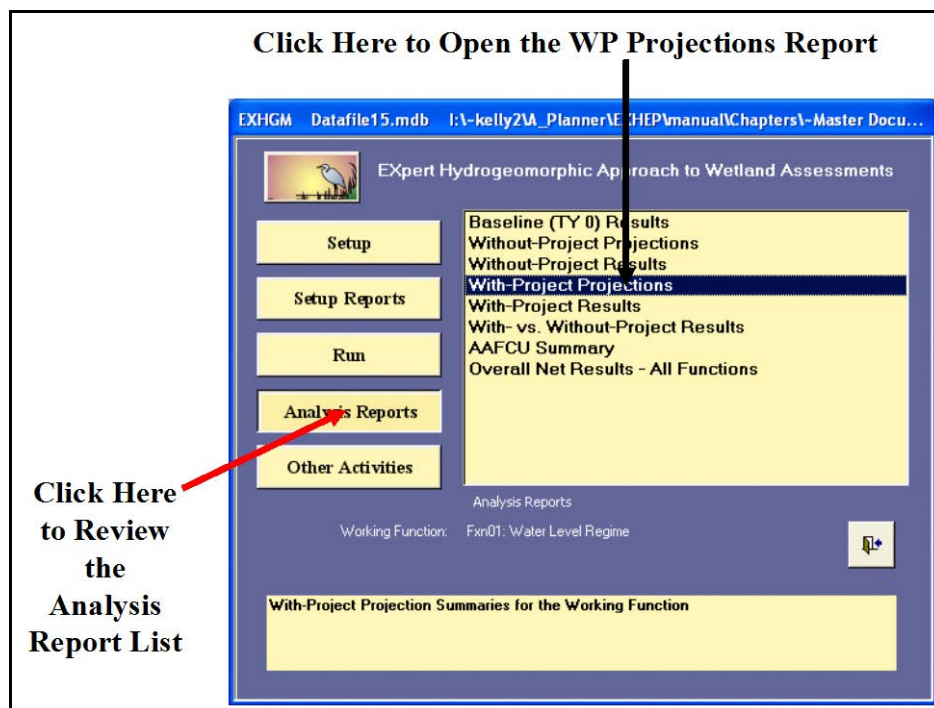 Click Here to Open the WP Projections Report
EXHGM Datafile15.mdb I:\~kelly2\A_Planner\EXHEP\manual\Chapters\~Master Docu...
EXpert Hydrogeomorphic Approach to Wetland Assessments
Setup
Setup Reports
Run
Analysis Reports
Other Activities
Baseline (TY 0) Results
Without-Project Projections
Without-Project Results
With-Project Projections
With-Project Results
With- vs. Without-Project Results
AAFCU Summary
Overall Net Results - All Functions
Analysis Reports
Working Function: Fxn01: Water Level Regime
With-Project Projection Summaries for the Working Function
Click Here
to Review
the
Analysis
Report List